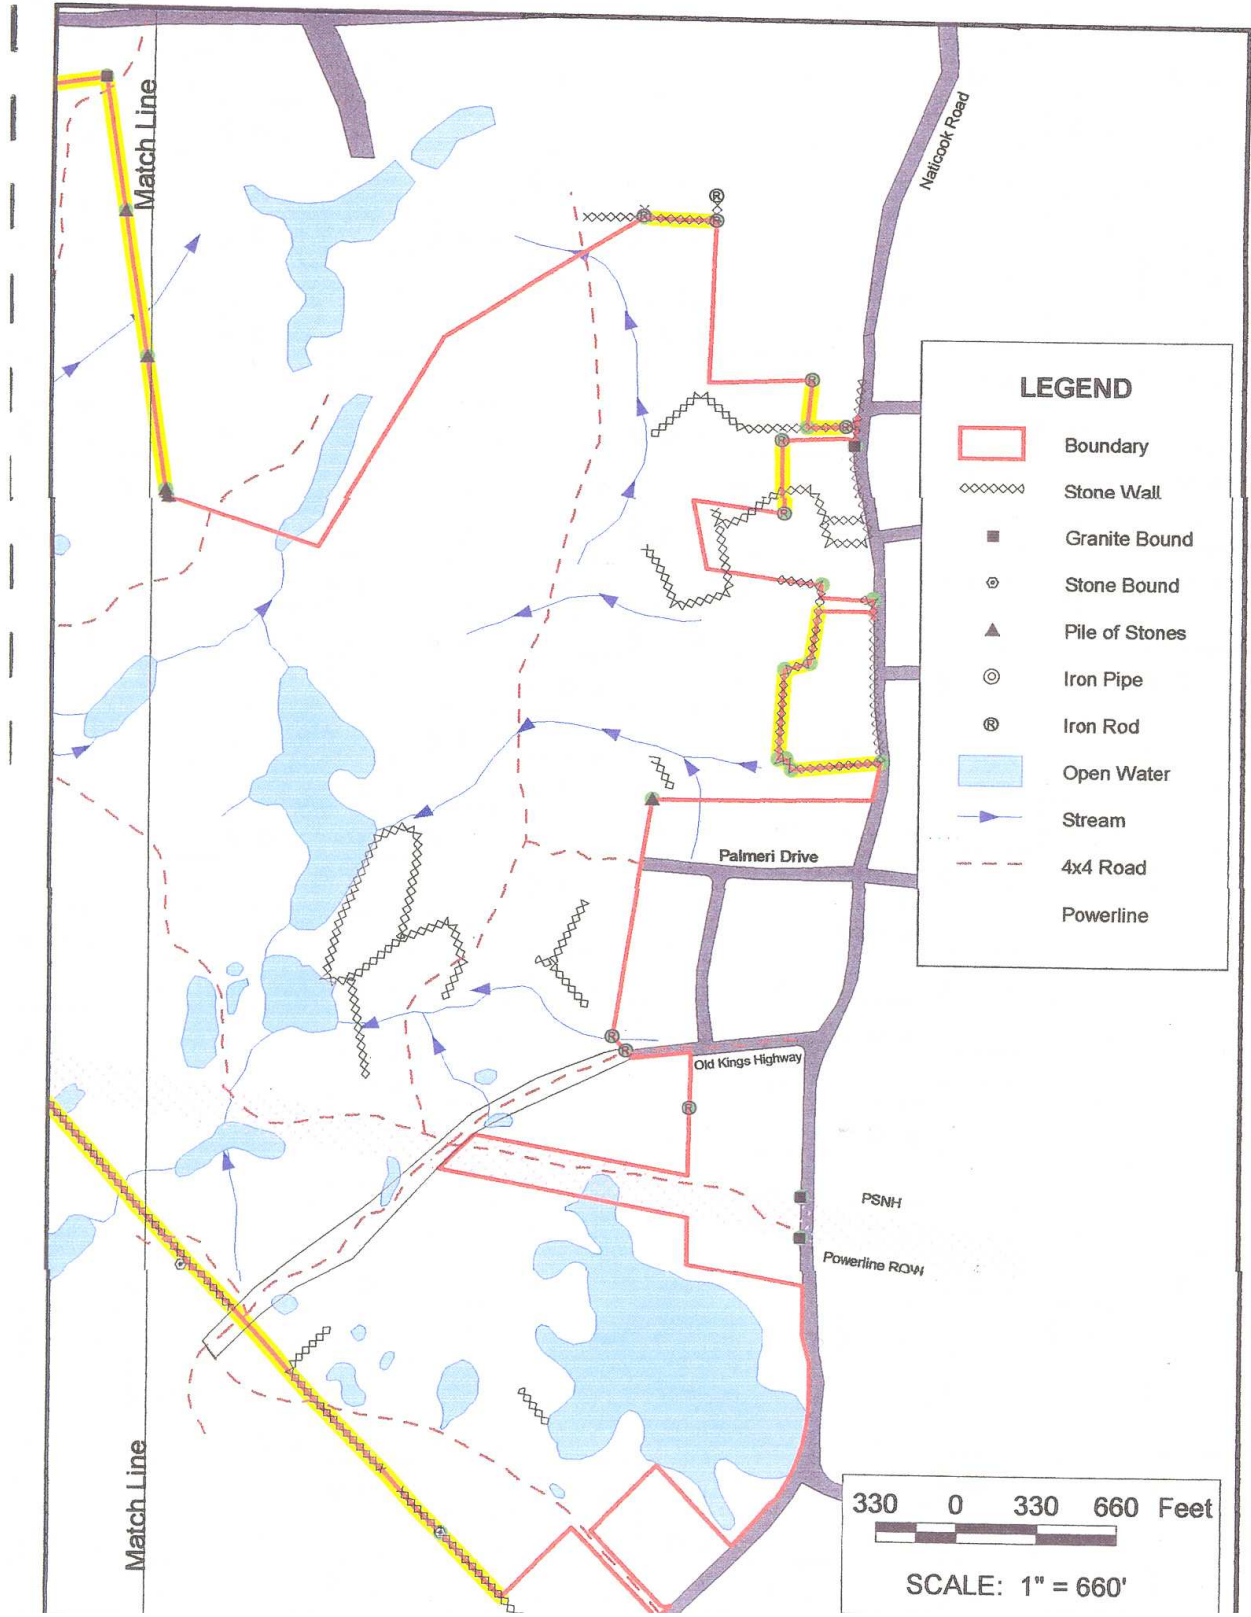 Match Line
Naticook Road
LEGEND
Boundary
Stone Wall
Granite Bound
Stone Bound
Pile of Stones
Iron Pipe
R Iron Rod
Open Water
Stream
4x4 Road
Powerline
R
R
R
R
R
R
R
Palmeri Drive
R
R
Old Kings Highway
R
PSNH
Powerline ROW
Match Line
330 0 330 660 Feet
SCALE: 1" = 660'